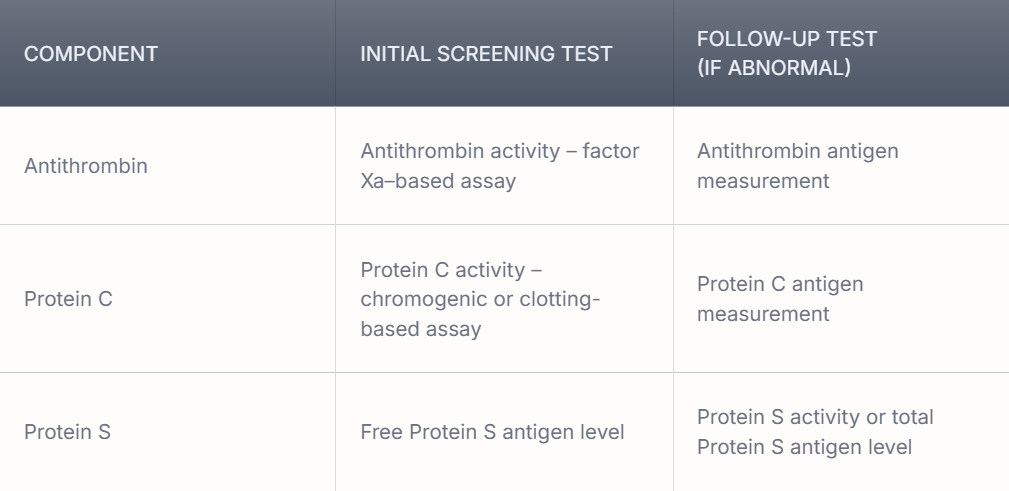 COMPONENT
INITIAL SCREENING TEST
FOLLOW-UP TEST
(IF ABNORMAL)
Antithrombin
Antithrombin activity – factor
Xa–based assay
Antithrombin antigen
measurement
Protein C
Protein C activity –
chromogenic or clotting-
based assay
Protein C antigen
measurement
Protein S
Free Protein S antigen level
Protein S activity or total
Protein S antigen level